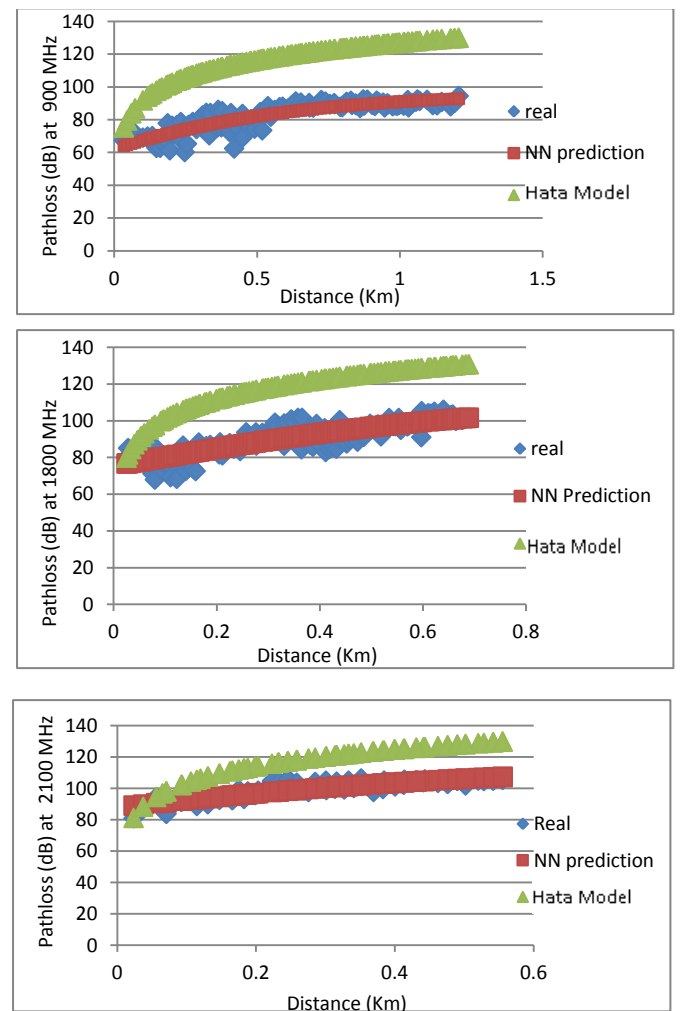 Pathloss (dB) at 900 MHz
140
120
100
80
60
40
20
0
0
0.5
1
1.5
Distance (Km)
real
NN prediction
Hata Model
Pathloss (dB) at 1800 MHz
140
120
100
80
60
40
20
0
0
0.2
0.4
0.6
0.8
Distance (Km)
real
NN Prediction
Hata Model
Pathloss (dB) at 2100 MHz
140
120
100
80
60
40
20
0
0
0.2
0.4
0.6
Distance (Km)
Real
NN prediction
Hata Model